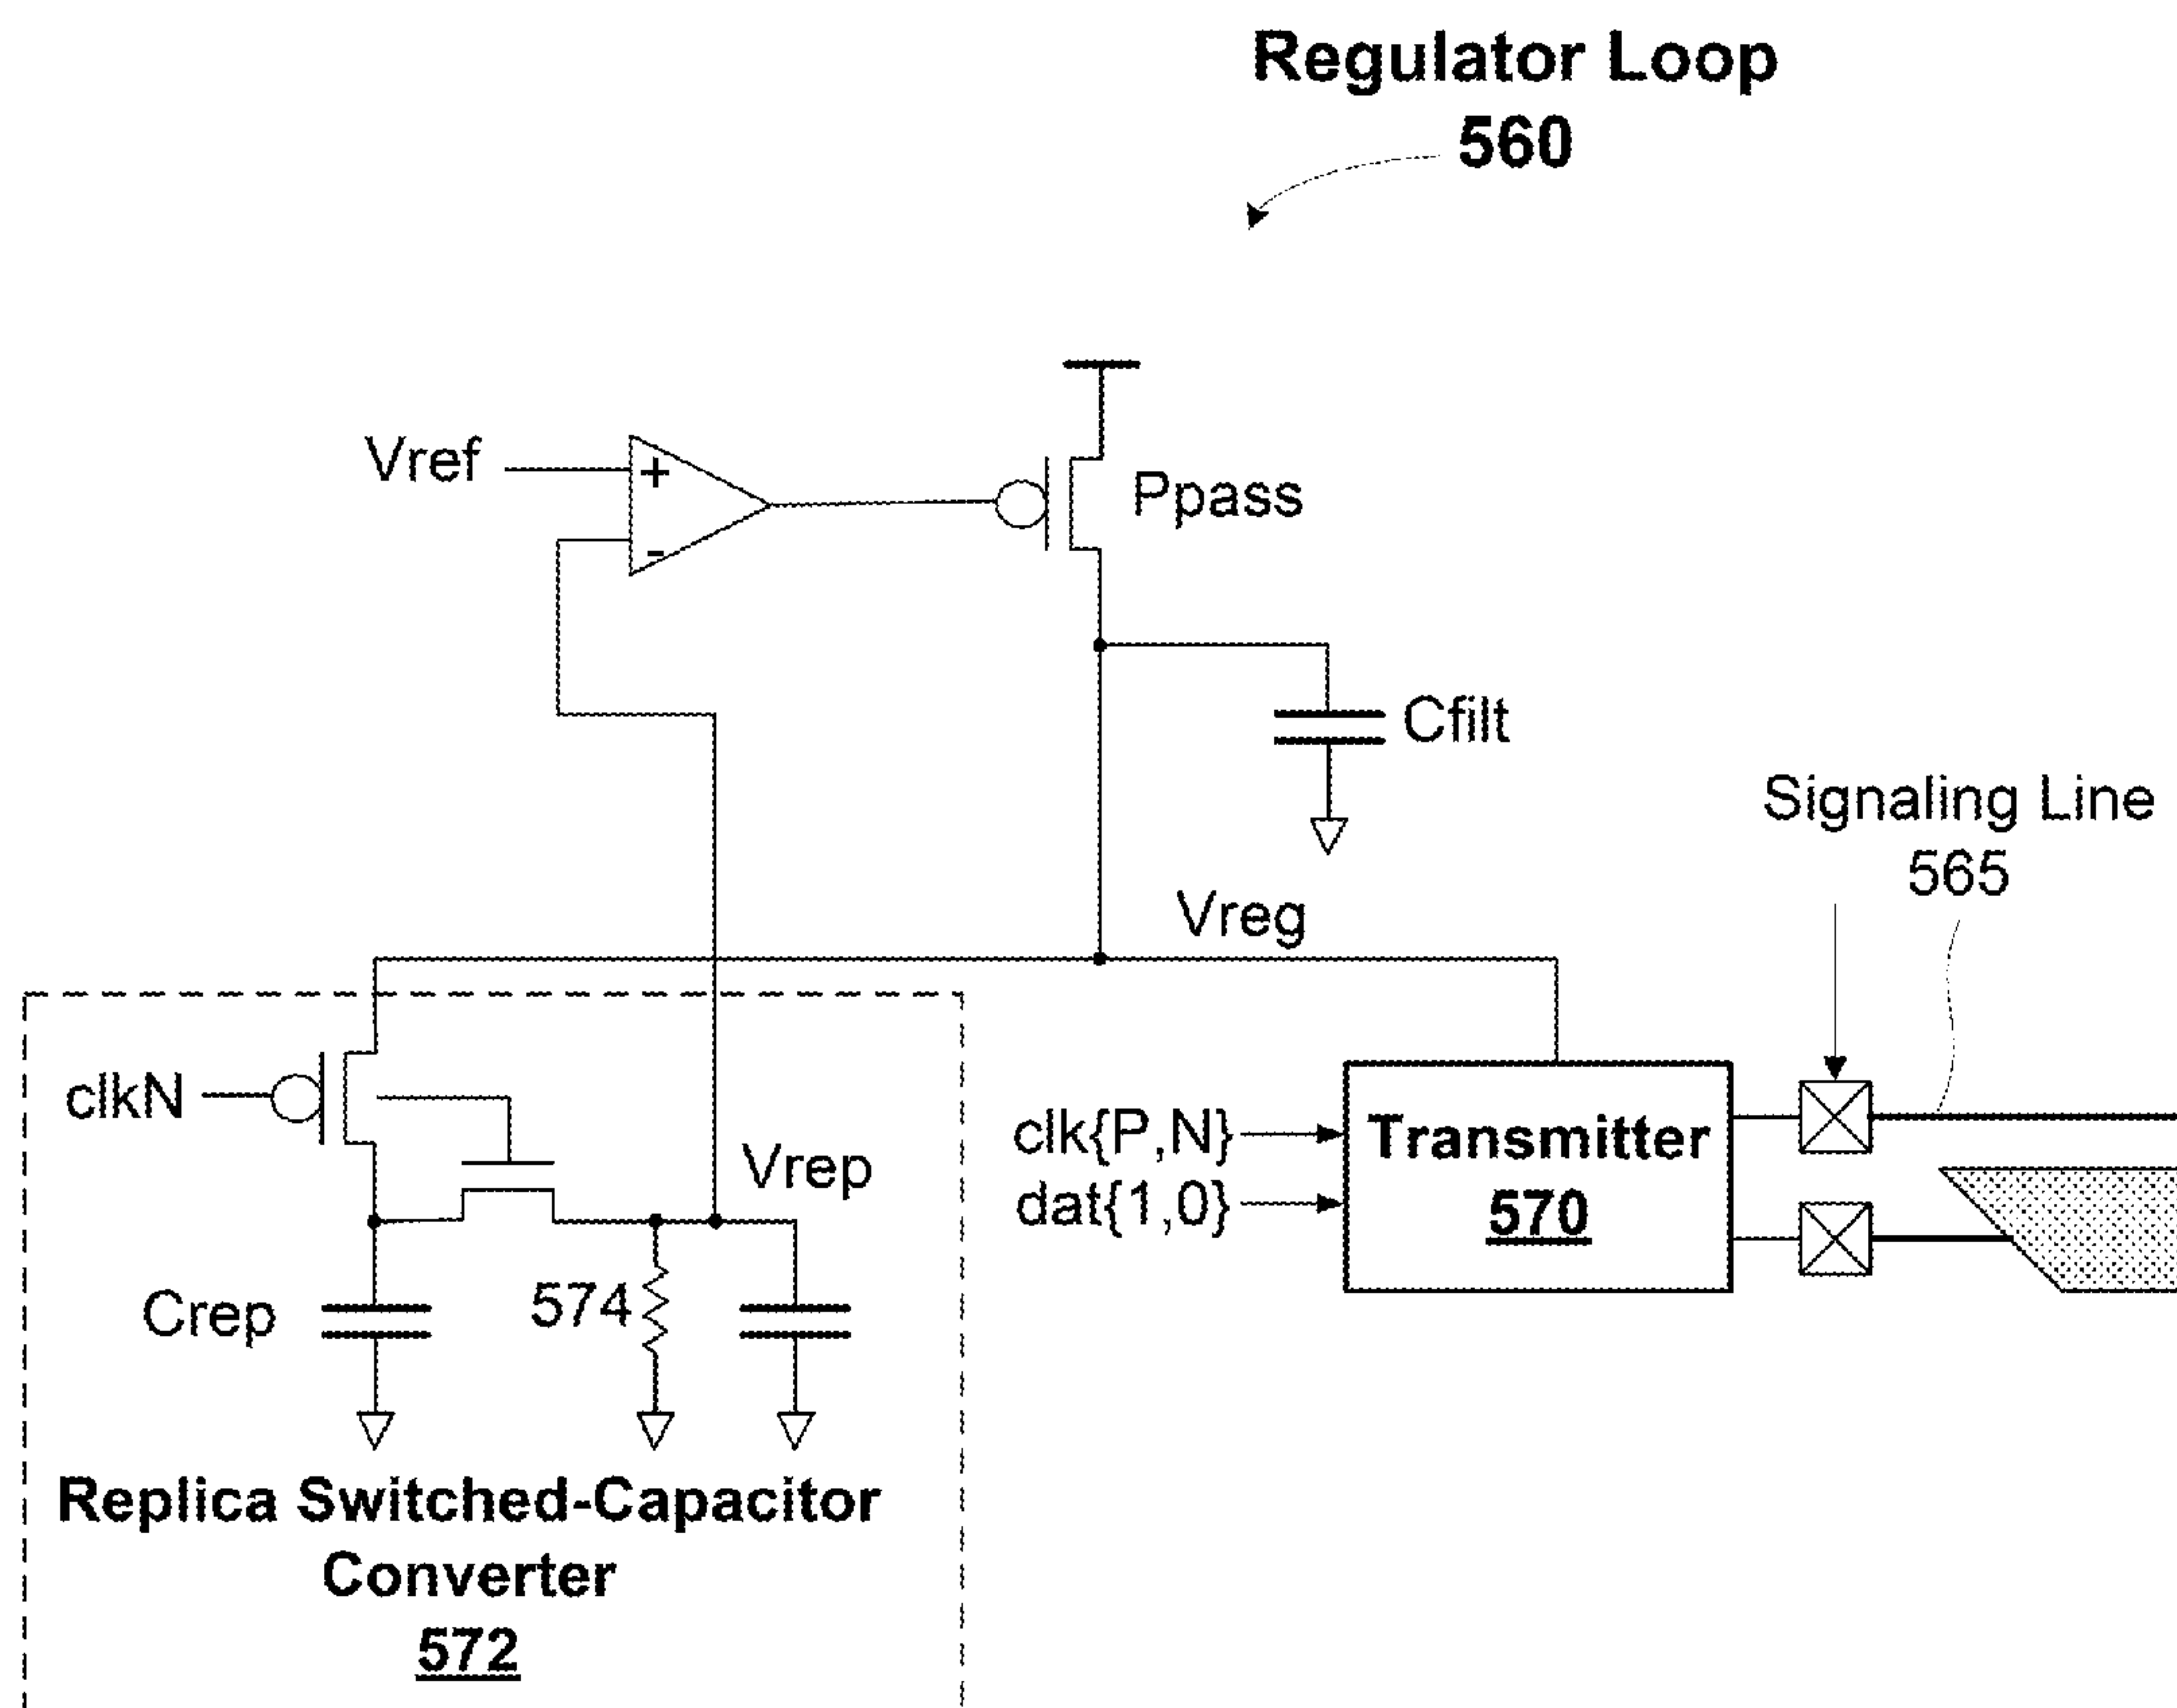 Regulator Loop
560
Vref
+
-
Ppass
Cfilt
Signaling Line
565
Vreg
clkN
Vrep
clk{P,N}
dat{1,0}
Transmitter
570
Crep
574
Replica Switched-Capacitor
Converter
572